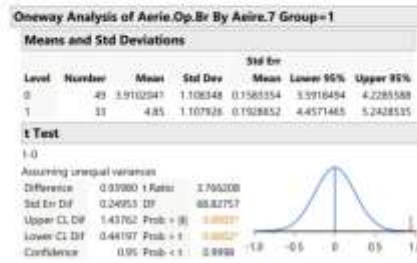 Oneway Analysis of Aerie.Op.Br By Aeire.7 Group=1
Means and Std Deviations
Std Err
Level Number Mean Std Dev Mean Lower 95% Upper 95%
0 49 3.9102041 1.108348 0.1583354 3.5918494 4.2285588
1 33 4.85 1.107926 0.1928652 4.4571465 5.2428535
t Test
1-0
Assuming unequal variances
Difference 0.93980 t Ratio 3.766208
Std Err Dif 0.24953 DF 68.82757
Upper CL Dif 1.43762 Prob > |t| 0.0003*
Lower CL Dif 0.44197 Prob > t 0.0002*
Confidence 0.95 Prob < t 0.9998
-1.0 -0.5 0 0.5